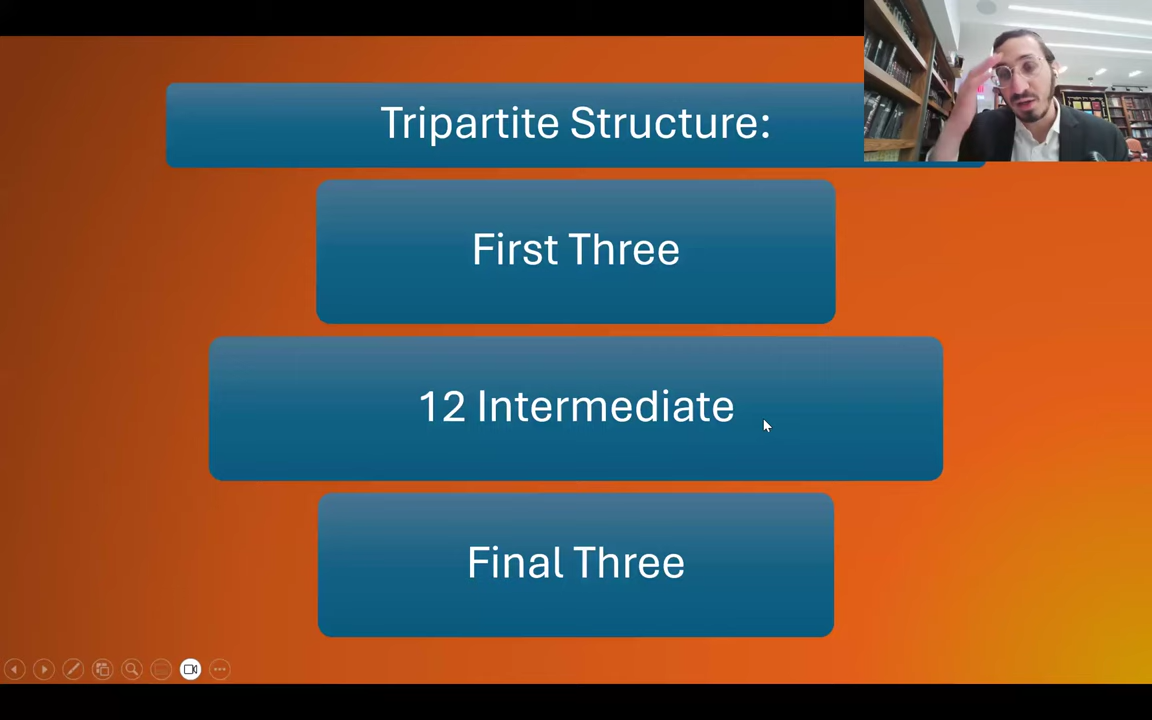 Tripartite Structure:
First Three
12 Intermediate
Final Three